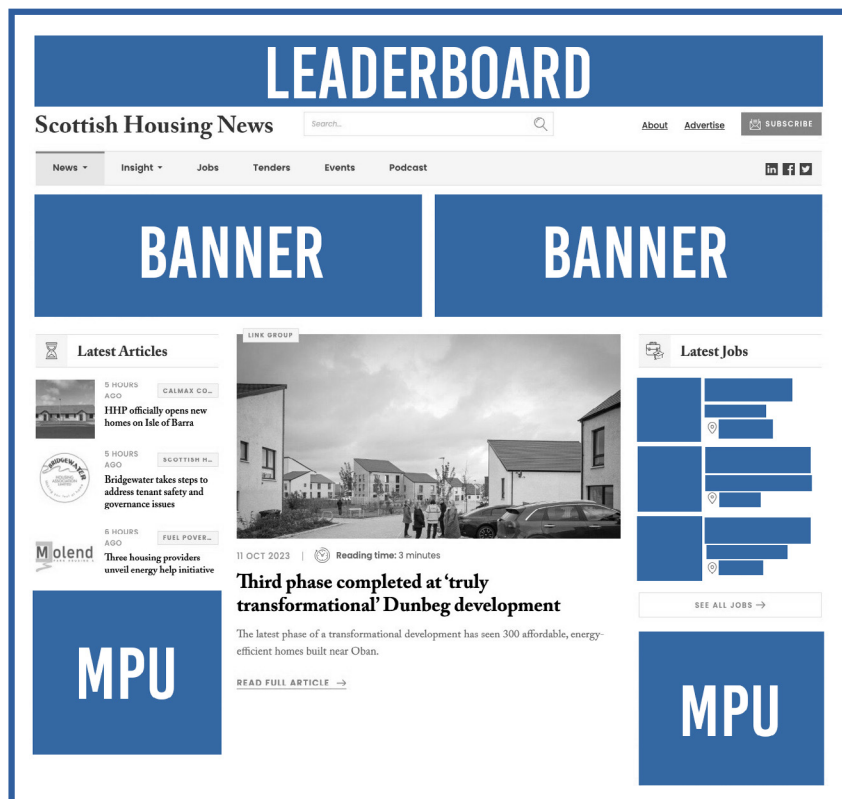 LEADERBOARD
Scottish Housing News
Search...
About
Advertise
SUBSCRIBE
News
Insight
Jobs
Tenders
Events
Podcast
BANNER
BANNER
Latest Articles
5 HOURS
AGO
CALMAX CO...
HHP officially opens new
homes on Isle of Barra
BRIDGEWATER
5 HOURS
AGO
SCOTTISH H...
Bridgewater takes steps to
address tenant safety and
governance issues
Molend
6 HOURS
AGO
FUEL POVER...
Three housing providers
unveil energy help initiative
MPU
LINK GROUP
11 OCT 2023 | Reading time: 3 minutes
Third phase completed at ‘truly
transformational’ Dunbeg development
The latest phase of a transformational development has seen 300 affordable, energy-
efficient homes built near Oban.
READ FULL ARTICLE →
Latest Jobs
SEE ALL JOBS →
MPU